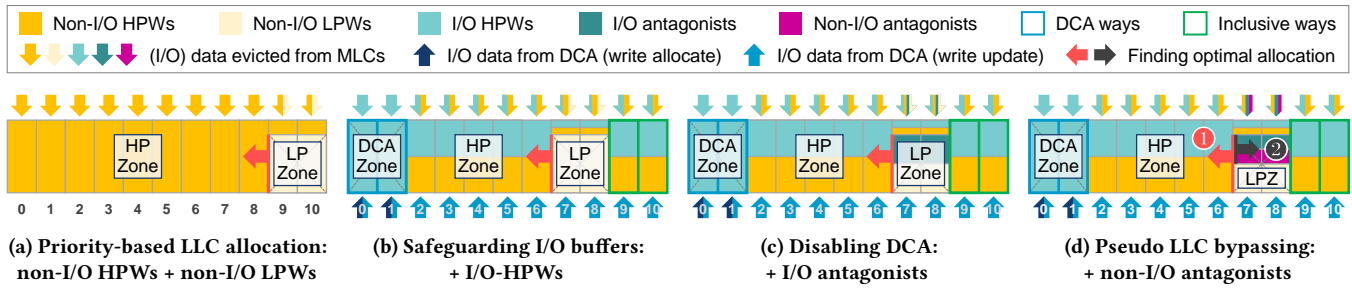 Non-I/O HPWs Non-I/O LPWs I/O HPWs I/O antagonists Non-I/O antagonists DCA ways Inclusive ways
(I/O) data evicted from MLCs I/O data from DCA (write allocate) I/O data from DCA (write update) Finding optimal allocation
HP Zone
LP Zone
0 1 2 3 4 5 6 7 8 9 10
(a) Priority-based LLC allocation:
non-I/O HPWs + non-I/O LPWs
DCA Zone
HP Zone
LP Zone
0 1 2 3 4 5 6 7 8 9 10
(b) Safeguarding I/O buffers:
+ I/O-HPWs
DCA Zone
HP Zone
LP Zone
0 1 2 3 4 5 6 7 8 9 10
(c) Disabling DCA:
+ I/O antagonists
DCA Zone
HP Zone
1
2
LPZ
0 1 2 3 4 5 6 7 8 9 10
(d) Pseudo LLC bypassing:
+ non-I/O antagonists